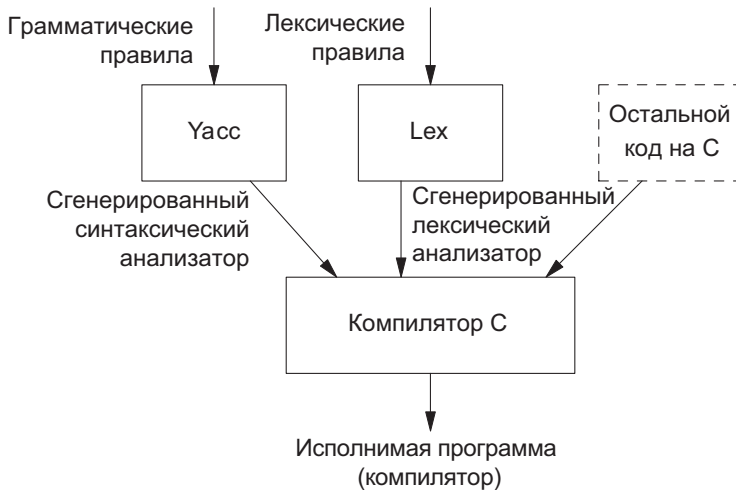 Грамматические
правила
Лексические
правила
Yacc
Lex
Остальной
код на C
Сгенерированный
синтаксический
анализатор
Сгенерированный
лексический
анализатор
Компилятор C
Исполнимая программа
(компилятор)